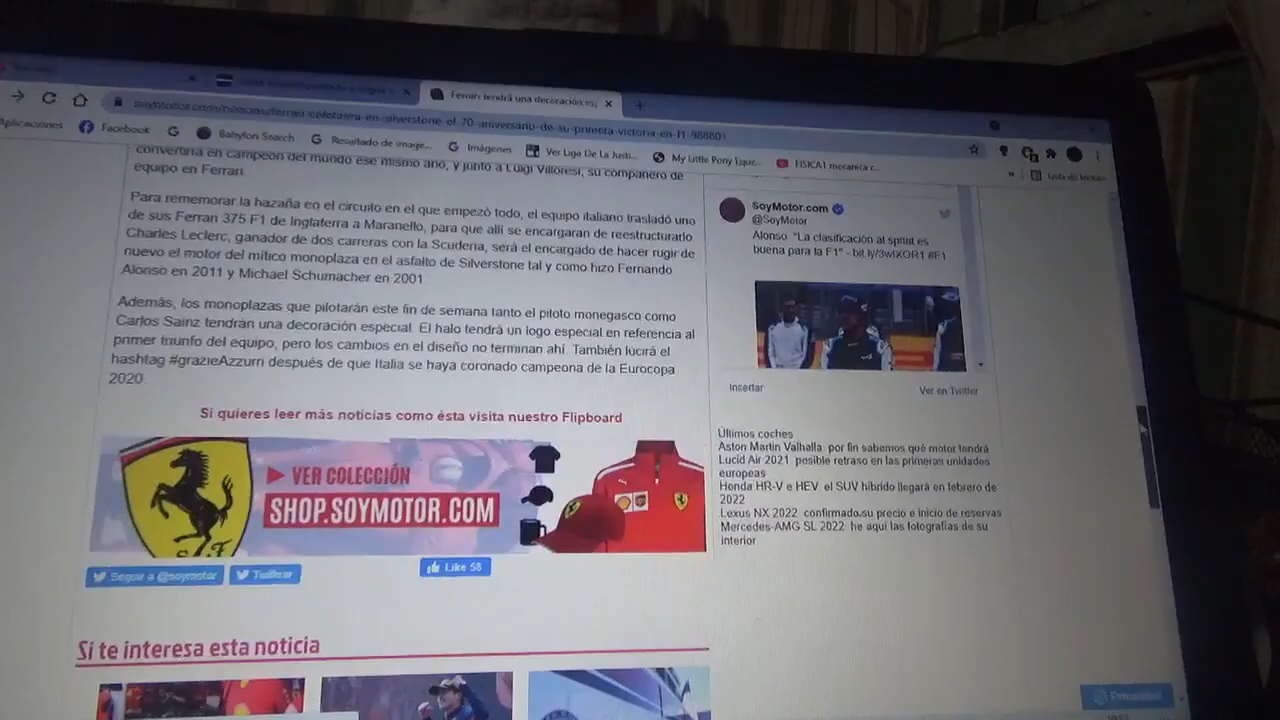 Ferrari tendrá una decoración esp
soymotor.com/noticias/ferrari-celebrara-en-silverstone-el-70-aniversario-de-su-primera-victoria-en-f1-988801
Aplicaciones
Facebook
Babylon Search
Resultado de image...
Imágenes
Ver Liga De La Justi...
My Little Pony Eque...
FISICA1 mecanica c...
convertiría en campeón del mundo ese mismo año, y junto a Luigi Villoresi, su compañero de
equipo en Ferrari.
Para rememorar la hazaña en el circuito en el que empezó todo, el equipo italiano trasladó uno
de sus Ferrari 375 F1 de Inglaterra a Maranello, para que allí se encargaran de reestructurarlo.
Charles Leclerc, ganador de dos carreras con la Scuderia, será el encargado de hacer rugir de
nuevo el motor del mítico monoplaza en el asfalto de Silverstone tal y como hizo Fernando
Alonso en 2011 y Michael Schumacher en 2001.
Además, los monoplazas que pilotarán este fin de semana tanto el piloto monegasco como
Carlos Sainz tendrán una decoración especial. El halo tendrá un logo especial en referencia al
primer triunfo del equipo, pero los cambios en el diseño no terminan ahí. También lucirá el
hashtag #grazieAzzurri después de que Italia se haya coronado campeona de la Eurocopa
2020.
Si quieres leer más noticias como ésta visita nuestro Flipboard
VER COLECCIÓN
SHOP.SOYMOTOR.COM
S F
Seguir a @soymotor
Twittear
Like 58
Si te interesa esta noticia
SoyMotor.com
@SoyMotor
Alonso: "La clasificación al sprint es
buena para la F1" - bit.ly/3wIXOR1 #F1
Insertar
Ver en Twitter
Últimos coches
Aston Martin Valhalla: por fin sabemos qué motor tendrá
Lucid Air 2021: posible retraso en las primeras unidades
europeas
Honda HR-V e:HEV: el SUV híbrido llegará en febrero de
2022
Lexus NX 2022: confirmado su precio e inicio de reservas
Mercedes-AMG SL 2022: he aquí las fotografías de su
interior
Privacidad